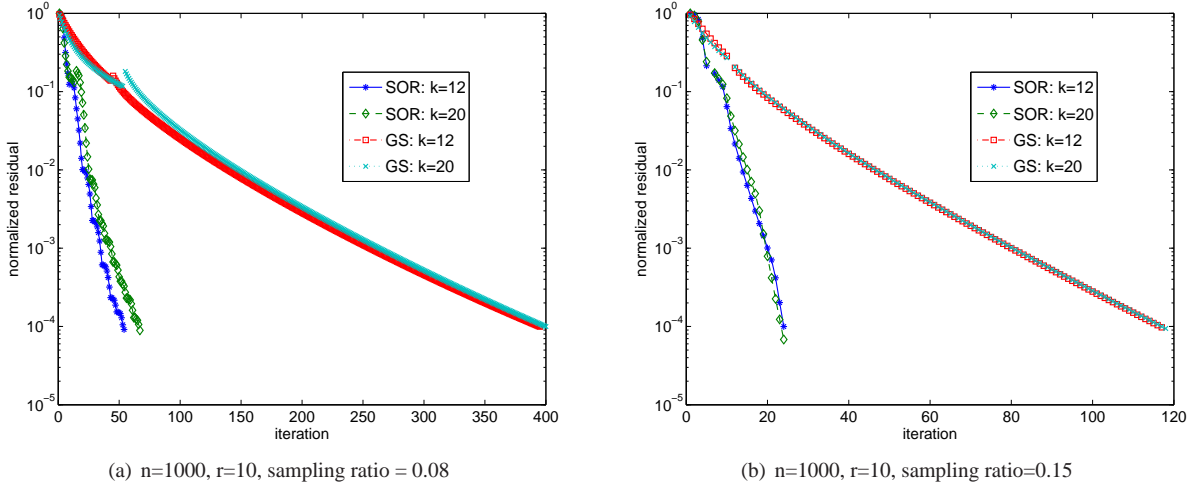 10^0
10^-1
10^-2
10^-3
10^-4
10^-5
normalized residual
0 50 100 150 200 250 300 350 400
iteration
SOR: k=12
SOR: k=20
GS: k=12
GS: k=20
(a) n=1000, r=10, sampling ratio = 0.08
10^0
10^-1
10^-2
10^-3
10^-4
10^-5
normalized residual
0 20 40 60 80 100 120
iteration
SOR: k=12
SOR: k=20
GS: k=12
GS: k=20
(b) n=1000, r=10, sampling ratio=0.15